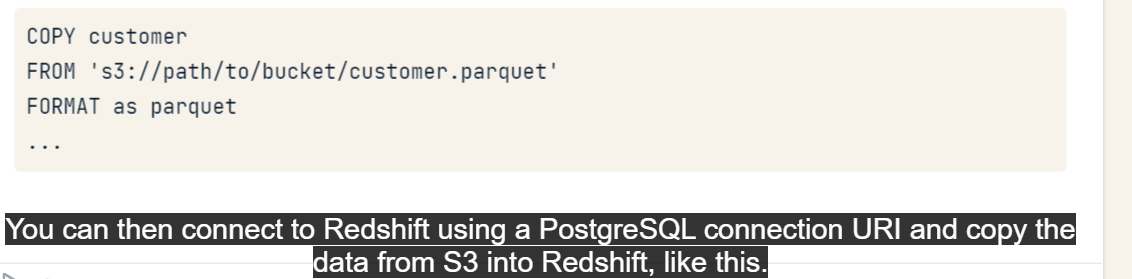 COPY customer
FROM 's3://path/to/bucket/customer.parquet'
FORMAT as parquet
...
You can then connect to Redshift using a PostgreSQL connection URI and copy the
data from S3 into Redshift, like this.